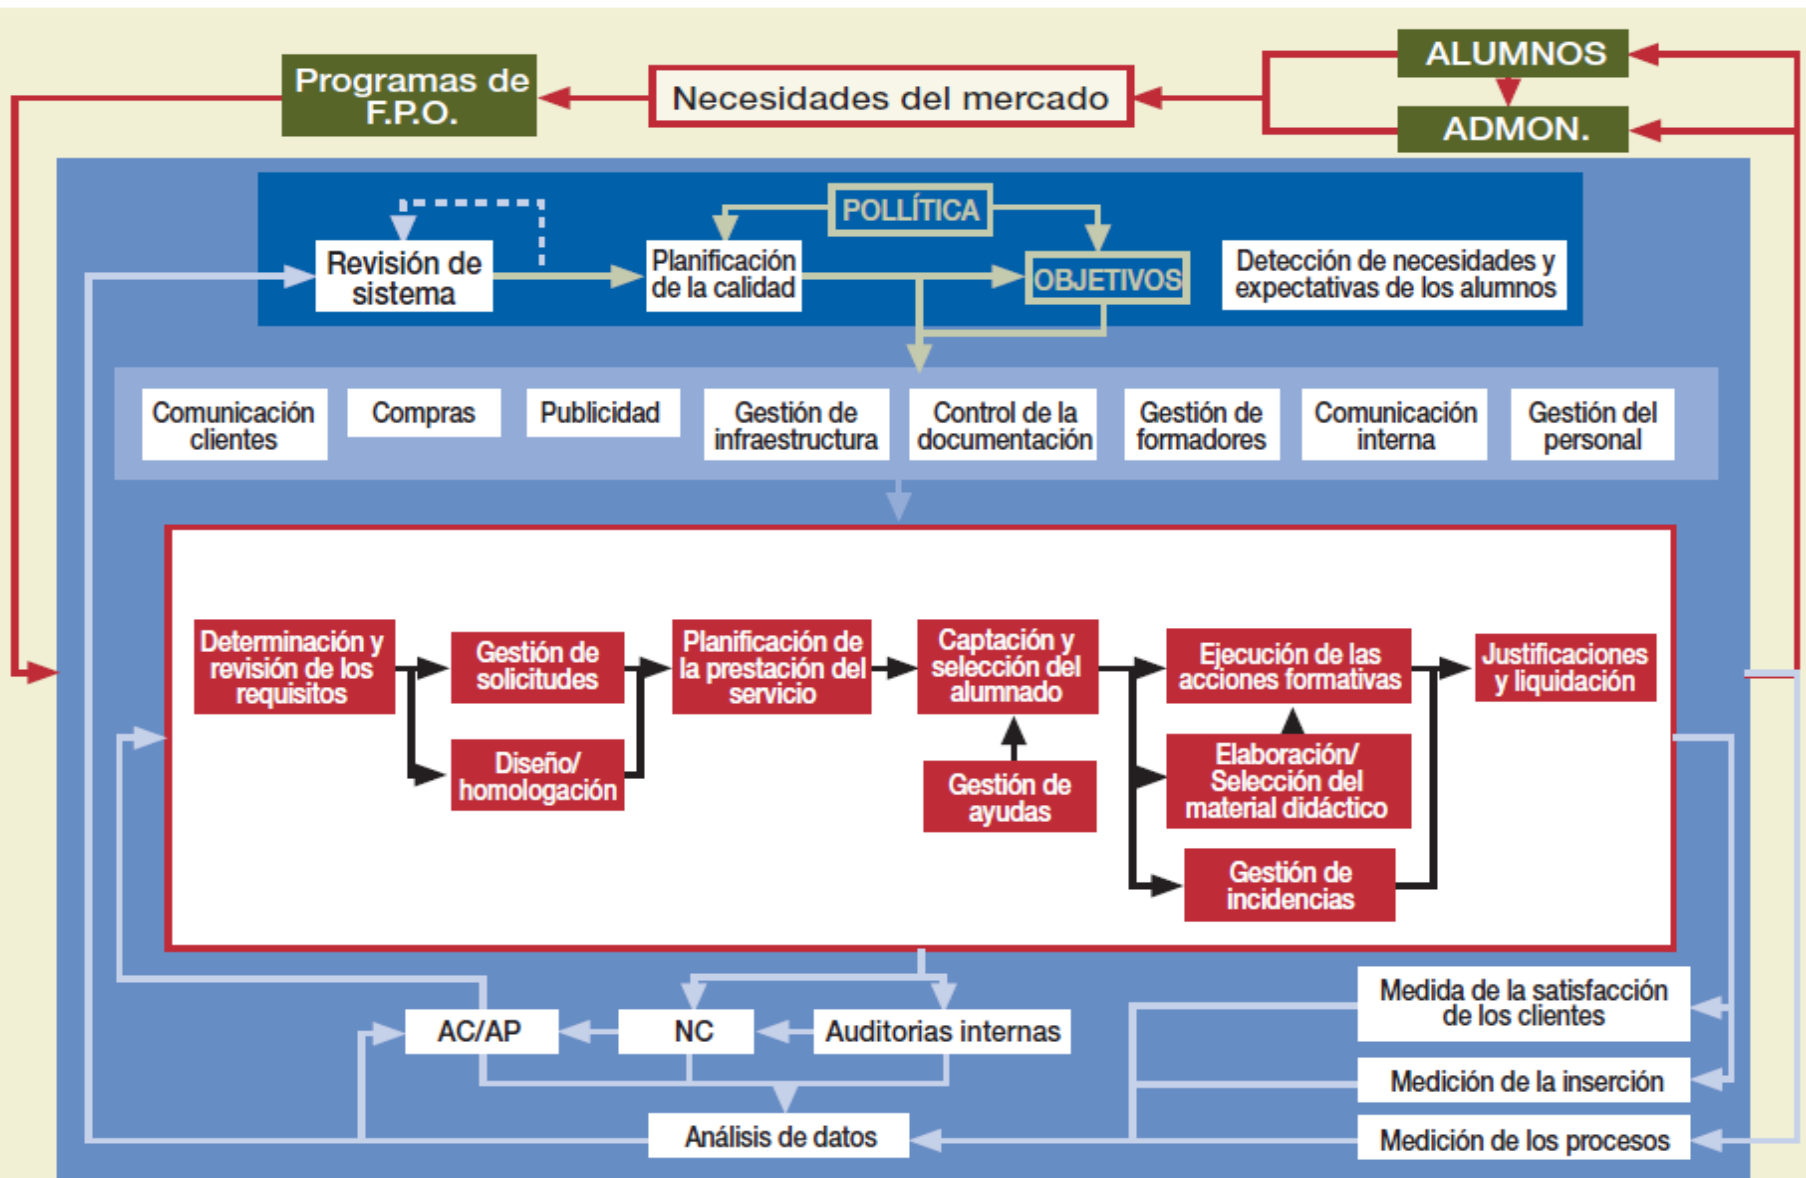 ALUMNOS
Programas de
F.P.O.
Necesidades del mercado
ADMON.
POLLÍTICA
Revisión de
sistema
Planificación
de la calidad
OBJETIVOS
Detección de necesidades y
expectativas de los alumnos
Comunicación
clientes
Compras
Publicidad
Gestión de
infraestructura
Control de la
documentación
Gestión de
formadores
Comunicación
interna
Gestión del
personal
Determinación y
revisión de los
requisitos
Gestión de
solicitudes
Diseño/
homologación
Planificación de
la prestación del
servicio
Captación y
selección del
alumnado
Gestión de
ayudas
Ejecución de las
acciones formativas
Elaboración/
Selección del
material didáctico
Gestión de
incidencias
Justificaciones
y liquidación
AC/AP
NC
Auditorias internas
Medida de la satisfacción
de los clientes
Medición de la inserción
Análisis de datos
Medición de los procesos